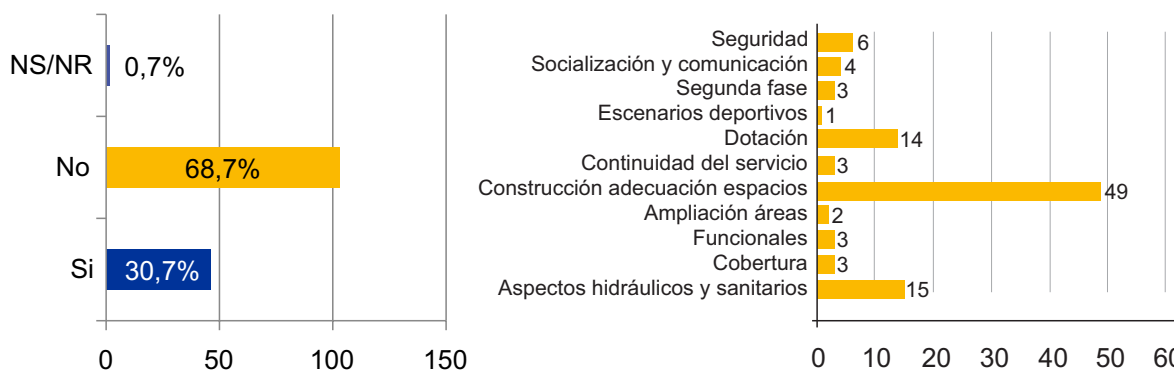 NS/NR 0,7%
No 68,7%
Si 30,7%
0 50 100 150
Seguridad 6
Socialización y comunicación 4
Segunda fase 3
Escenarios deportivos 1
Dotación 14
Continuidad del servicio 3
Construcción adecuación espacios 49
Ampliación áreas 2
Funcionales 3
Cobertura 3
Aspectos hidráulicos y sanitarios 15
0 10 20 30 40 50 60